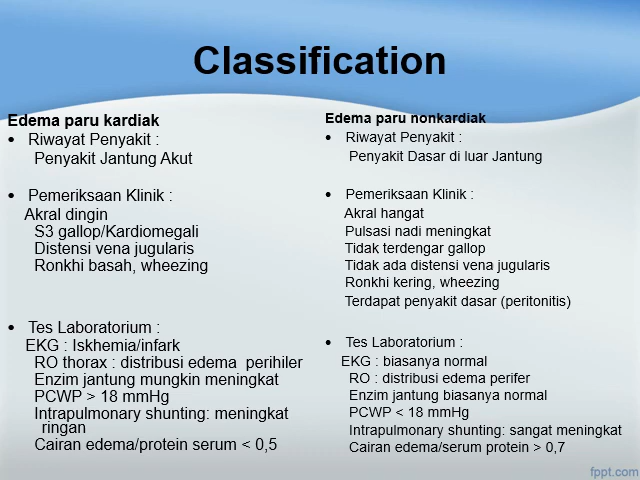 Classification
Edema paru kardiak
• Riwayat Penyakit :
Penyakit Jantung Akut
• Pemeriksaan Klinik :
Akral dingin
S3 gallop/Kardiomegali
Distensi vena jugularis
Ronkhi basah, wheezing
• Tes Laboratorium :
EKG : Iskhemia/infark
RO thorax : distribusi edema perihiler
Enzim jantung mungkin meningkat
PCWP > 18 mmHg
Intrapulmonary shunting: meningkat
ringan
Cairan edema/protein serum < 0,5
Edema paru nonkardiak
• Riwayat Penyakit :
Penyakit Dasar di luar Jantung
• Pemeriksaan Klinik :
Akral hangat
Pulsasi nadi meningkat
Tidak terdengar gallop
Tidak ada distensi vena jugularis
Ronkhi kering, wheezing
Terdapat penyakit dasar (peritonitis)
• Tes Laboratorium :
EKG : biasanya normal
RO : distribusi edema perifer
Enzim jantung biasanya normal
PCWP < 18 mmHg
Intrapulmonary shunting: sangat meningkat
Cairan edema/serum protein > 0,7
fppt.com